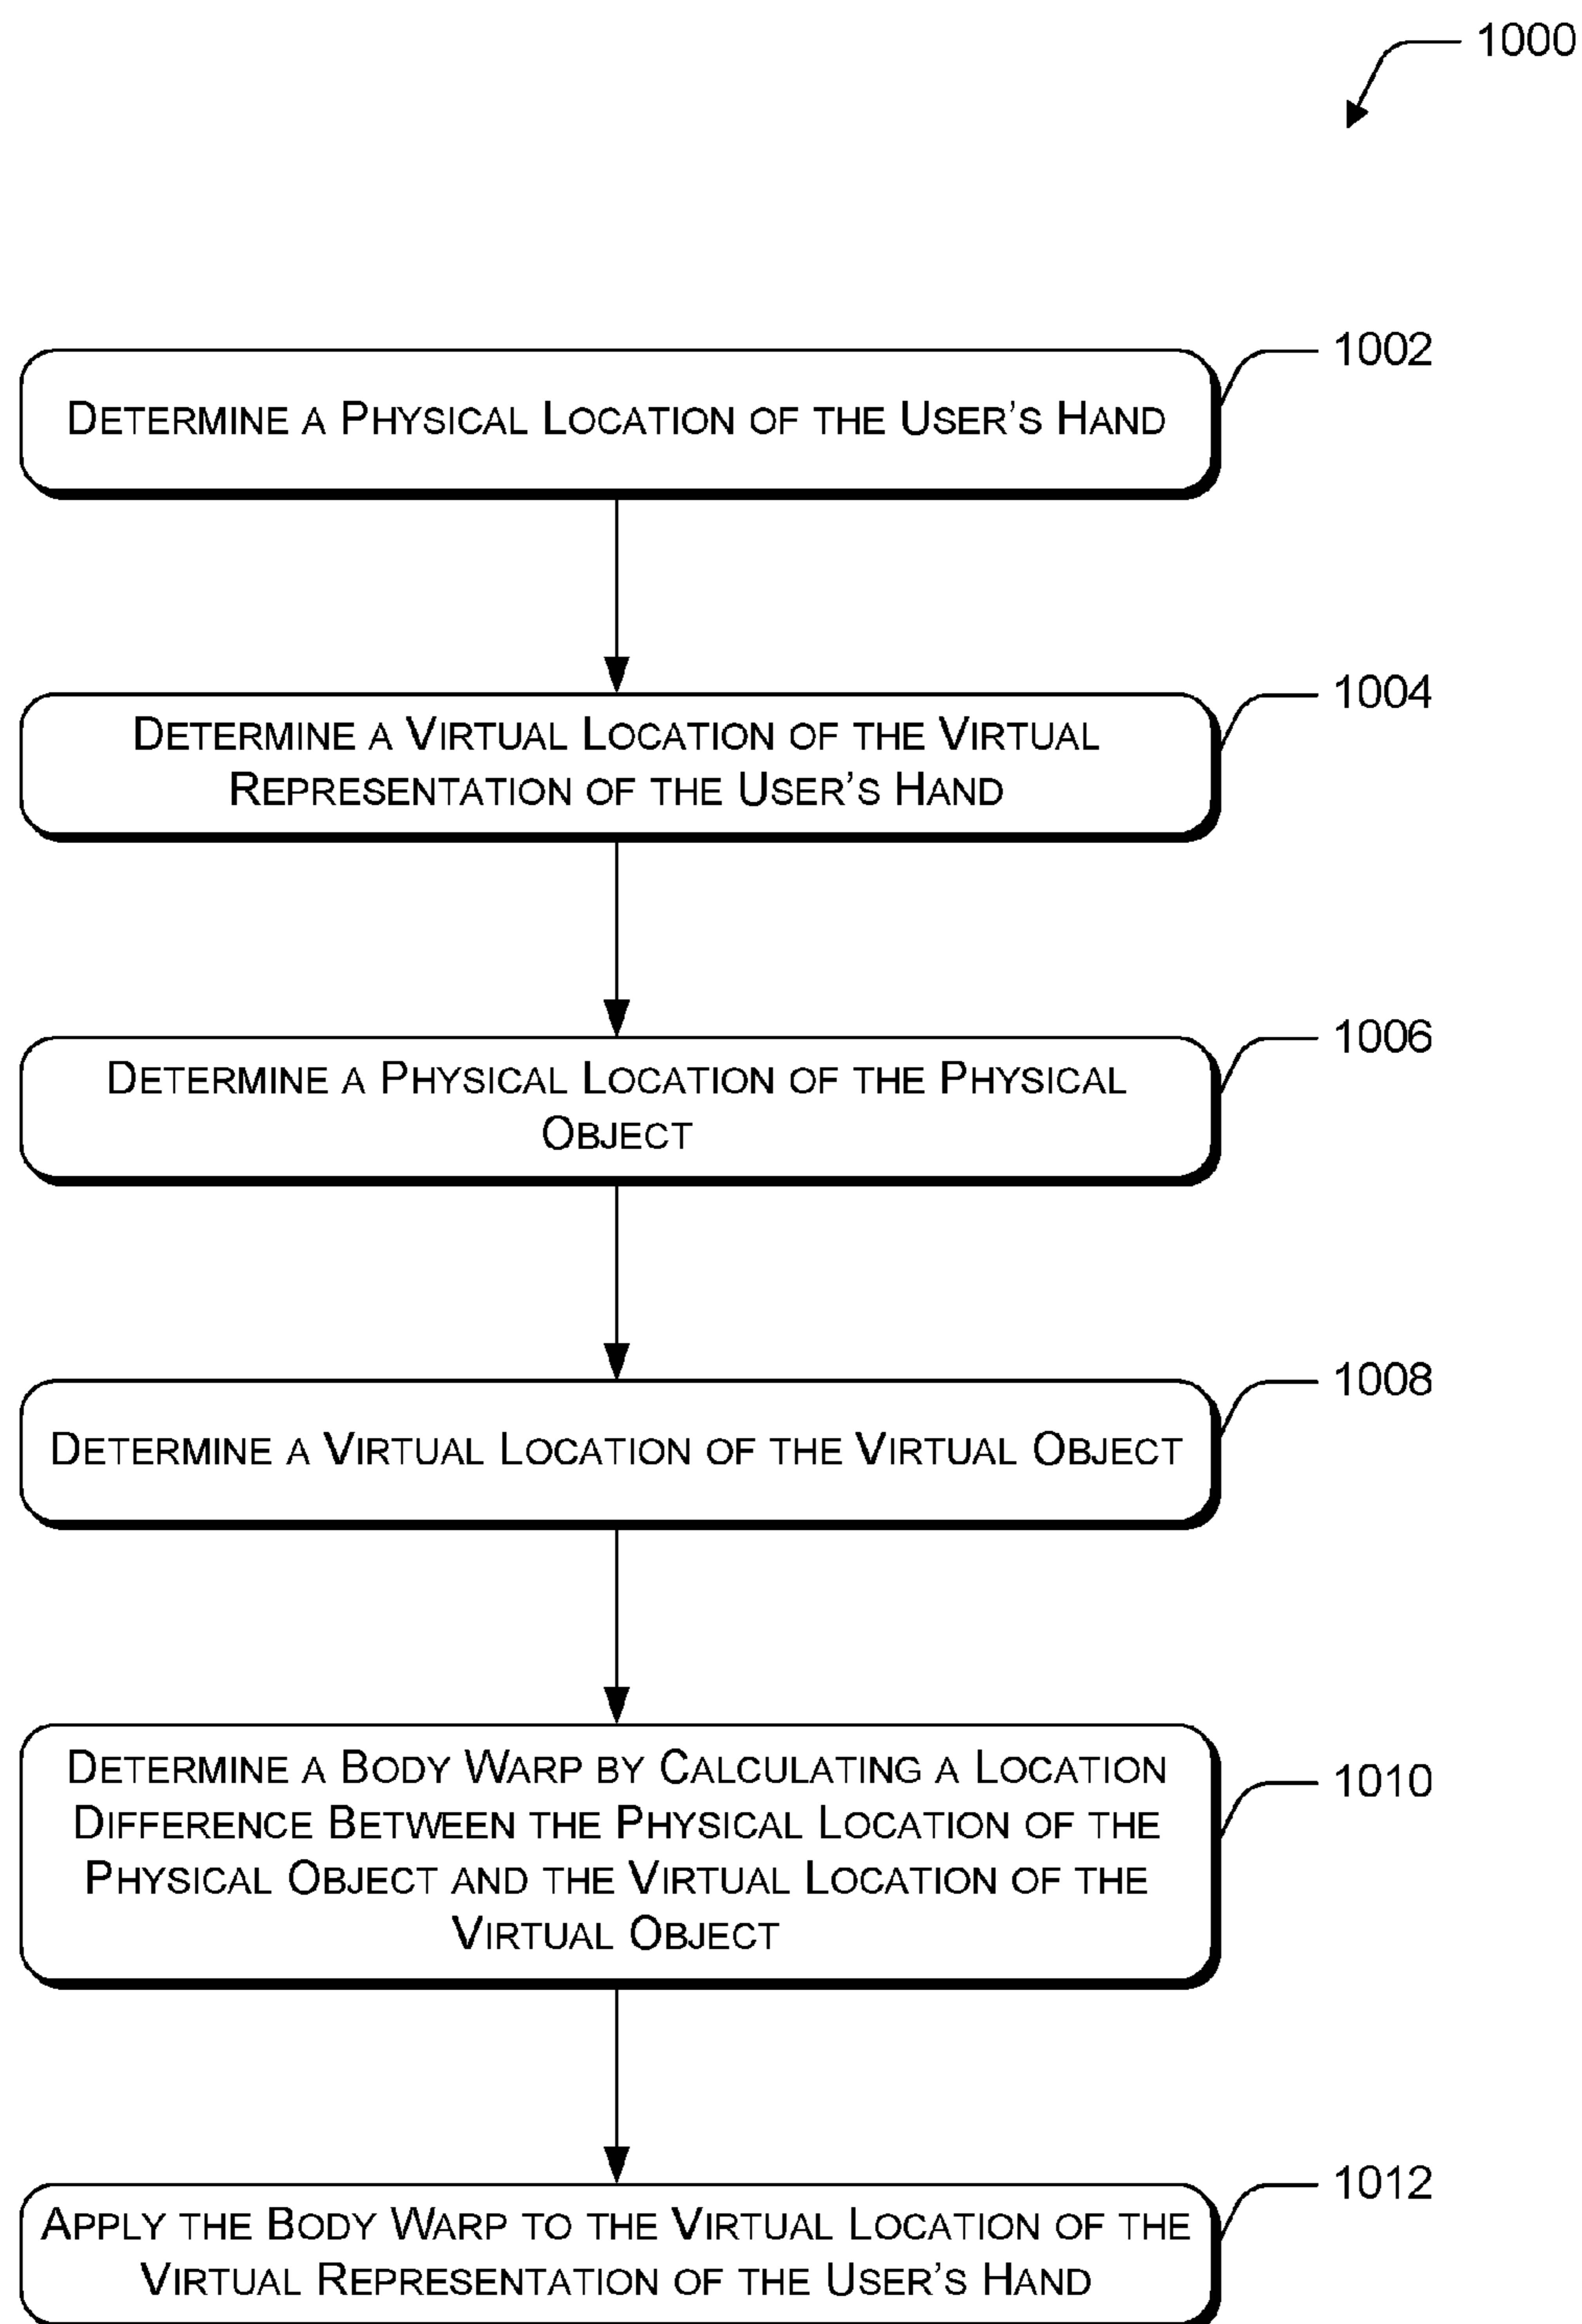 1000
1002
DETERMINE A PHYSICAL LOCATION OF THE USER'S HAND
1004
DETERMINE A VIRTUAL LOCATION OF THE VIRTUAL
REPRESENTATION OF THE USER'S HAND
1006
DETERMINE A PHYSICAL LOCATION OF THE PHYSICAL
OBJECT
1008
DETERMINE A VIRTUAL LOCATION OF THE VIRTUAL OBJECT
DETERMINE A BODY WARP BY CALCULATING A LOCATION
1010
DIFFERENCE BETWEEN THE PHYSICAL LOCATION OF THE
PHYSICAL OBJECT AND THE VIRTUAL LOCATION OF THE
VIRTUAL OBJECT
1012
APPLY THE BODY WARP TO THE VIRTUAL LOCATION OF THE
VIRTUAL REPRESENTATION OF THE USER'S HAND